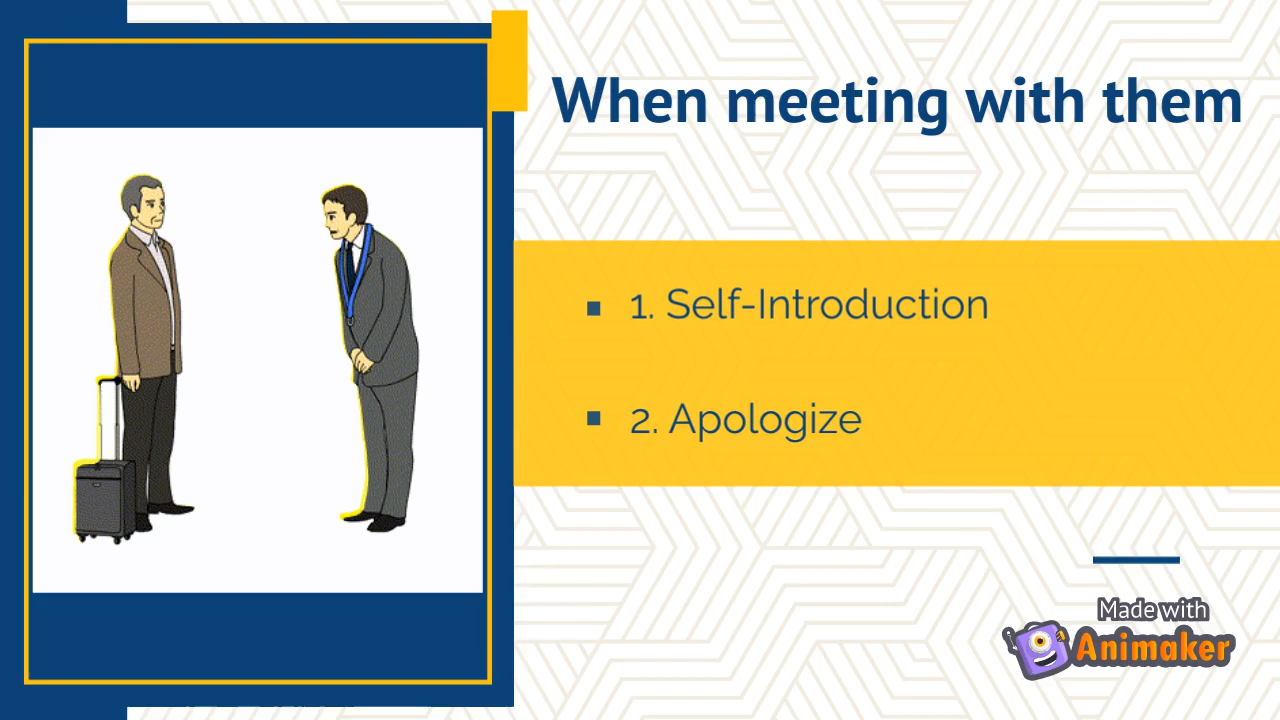 When meeting with them
1. Self-Introduction
2. Apologize
Made with
Animaker